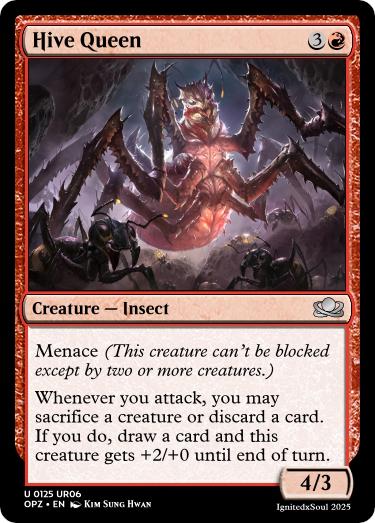 Hive Queen 3
Creature — Insect
Menace (This creature can't be blocked
except by two or more creatures.)
Whenever you attack, you may
sacrifice a creature or discard a card.
If you do, draw a card and this
creature gets +2/+0 until end of turn.
4/3
U 0125 UR06
OPZ • EN Kim Sung Hwan
IgnitedxSoul 2025